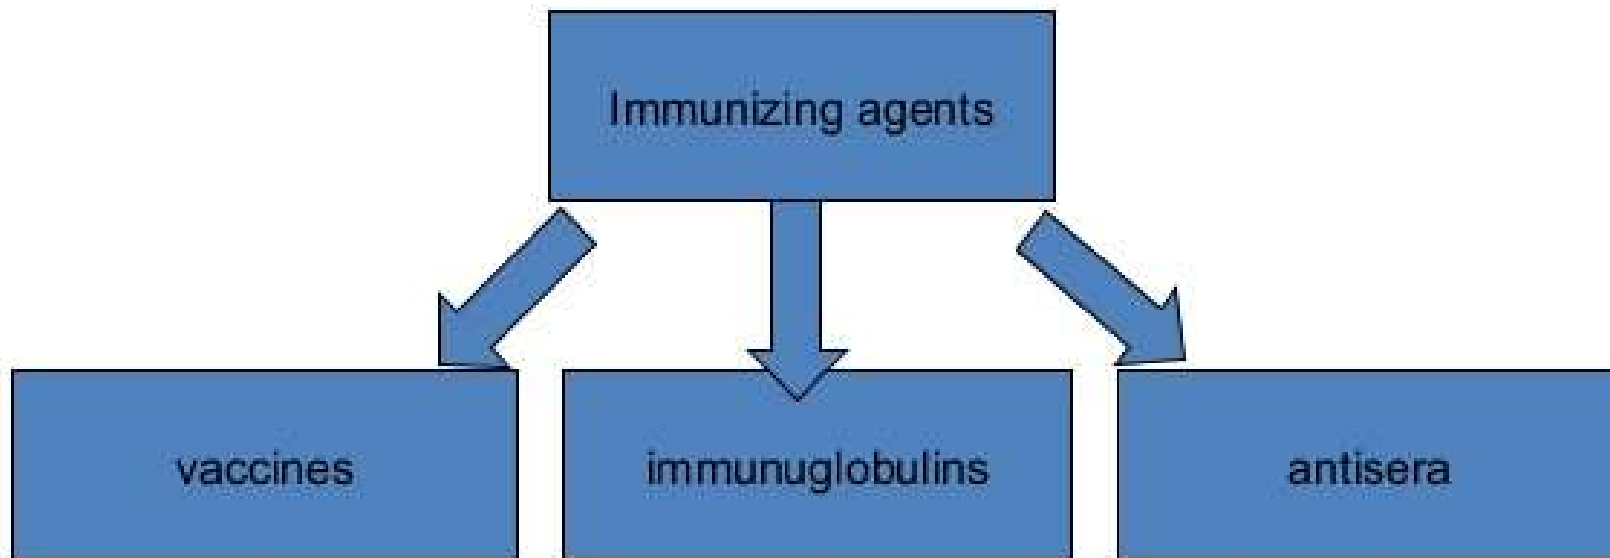 Immunizing agents
vaccines
immunuglobulins
antisera